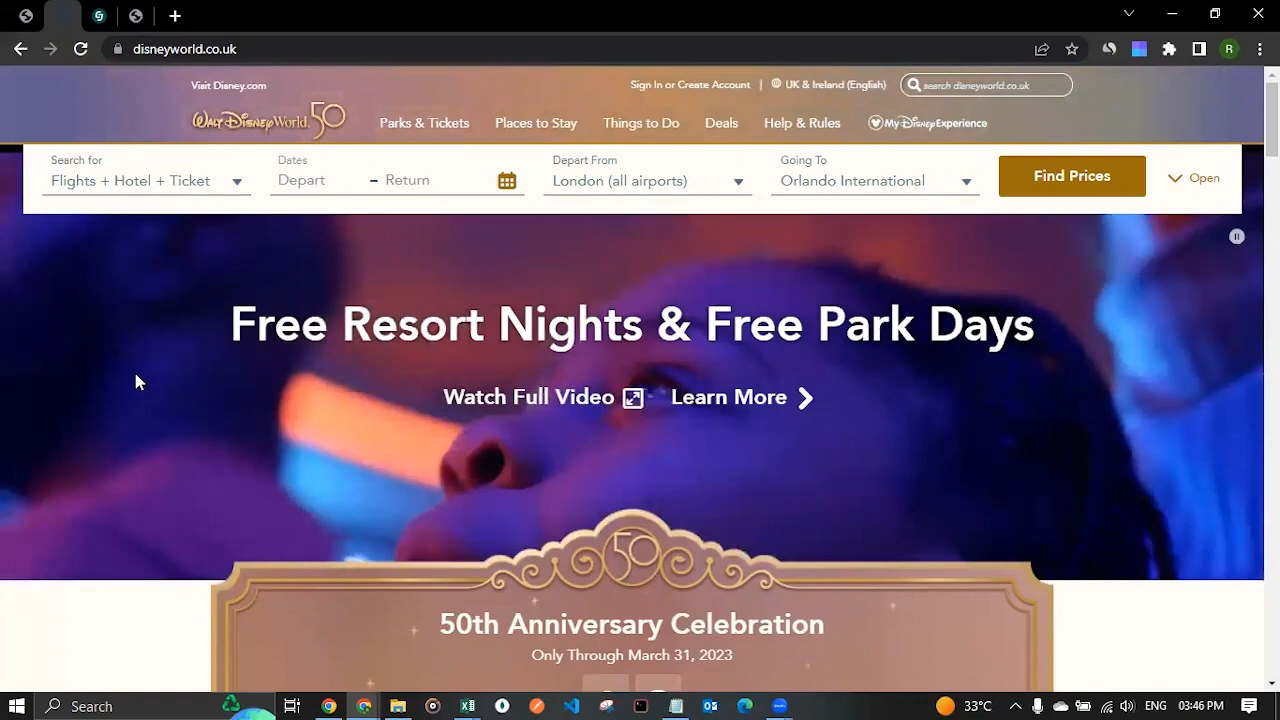 disneyworld.co.uk
R
Visit Disney.com
Sign In or Create Account | UK & Ireland (English)
search disneyworld.co.uk
Walt Disney World. 50
Parks & Tickets
Places to Stay
Things to Do
Deals
Help & Rules
My Disney Experience
Search for
Flights + Hotel + Ticket
Dates
Depart – Return
Depart From
London (all airports)
Going To
Orlando International
Find Prices
Open
Free Resort Nights & Free Park Days
Watch Full Video
Learn More
50
50th Anniversary Celebration
Only Through March 31, 2023
Search
33°C
ENG
03:46 PM